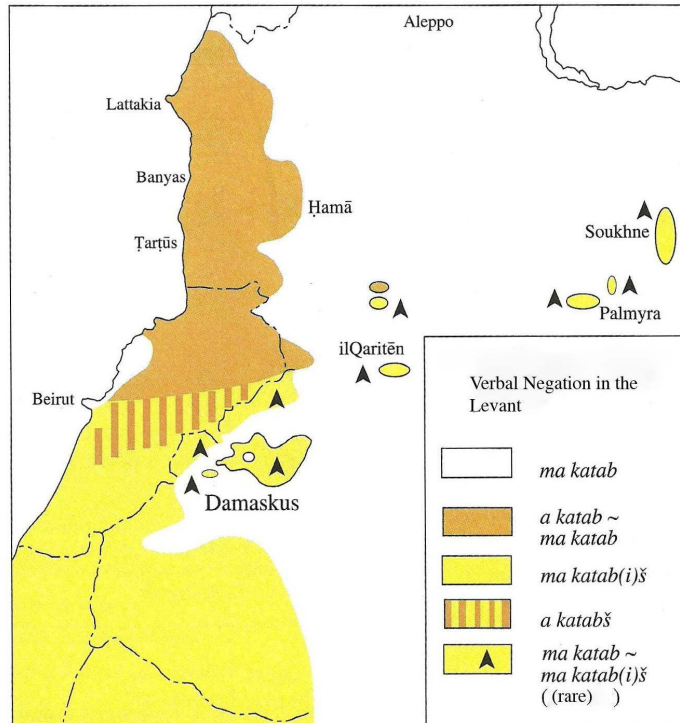 Aleppo
Lattakia
Banyas
Ḥamā
Ṭarṭūs
Soukhne
Palmyra
ilQaritēn
Beirut
Damaskus
Verbal Negation in the
Levant
ma katab
a katab ~
ma katab
ma katab(i)š
a katabš
ma katab ~
ma katab(i)š
( (rare) )